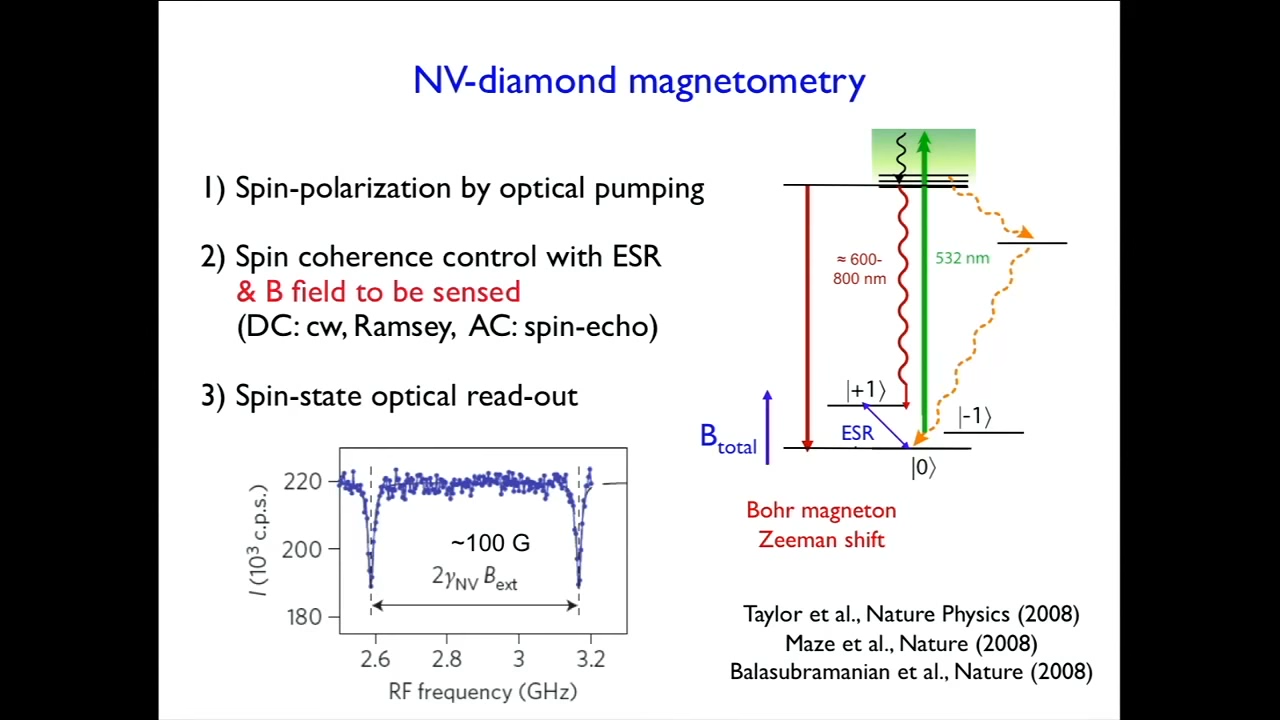 NV-diamond magnetometry
1) Spin-polarization by optical pumping
2) Spin coherence control with ESR
& B field to be sensed
(DC: cw, Ramsey, AC: spin-echo)
3) Spin-state optical read-out
≈ 600-
800 nm
532 nm
|+1⟩
|-1⟩
ESR
B total
|0⟩
Bohr magneton
Zeeman shift
220
200
180
I (10³ c.p.s.)
~100 G
2γNV Bext
2.6 2.8 3 3.2
RF frequency (GHz)
Taylor et al., Nature Physics (2008)
Maze et al., Nature (2008)
Balasubramanian et al., Nature (2008)